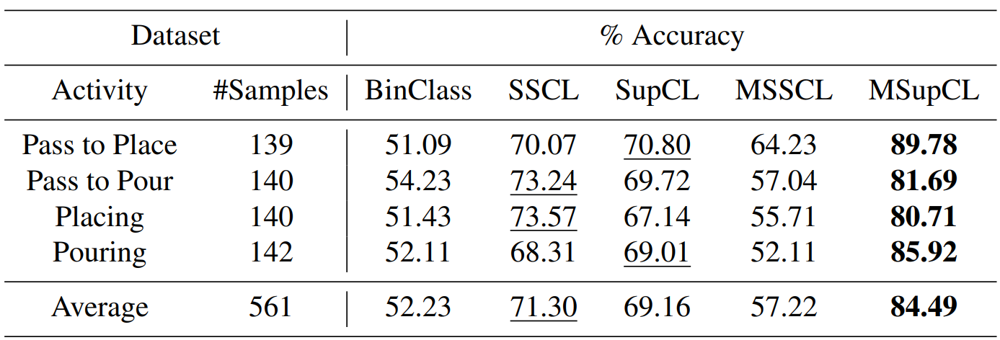 Dataset % Accuracy
Activity #Samples BinClass SSCL SupCL MSSCL MSupCL
Pass to Place 139 51.09 70.07 70.80 64.23 89.78
Pass to Pour 140 54.23 73.24 69.72 57.04 81.69
Placing 140 51.43 73.57 67.14 55.71 80.71
Pouring 142 52.11 68.31 69.01 52.11 85.92
Average 561 52.23 71.30 69.16 57.22 84.49